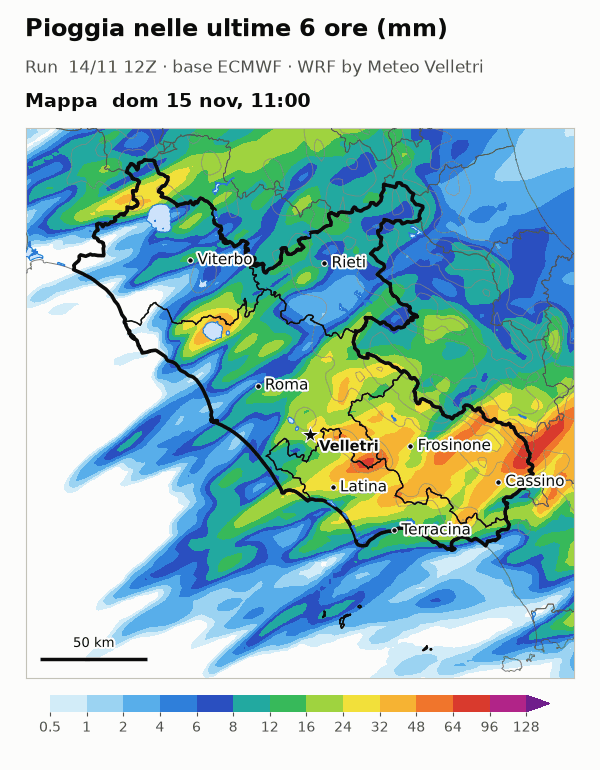 Pioggia nelle ultime 6 ore (mm)
Run  14/11 12Z · base ECMWF · WRF by Meteo Velletri
Mappa  dom 15 nov, 11:00
Viterbo
Rieti
Roma
Velletri
Frosinone
Latina
Cassino
Terracina
50 km
0.5 1 2 4 6 8 12 16 24 32 48 64 96 128